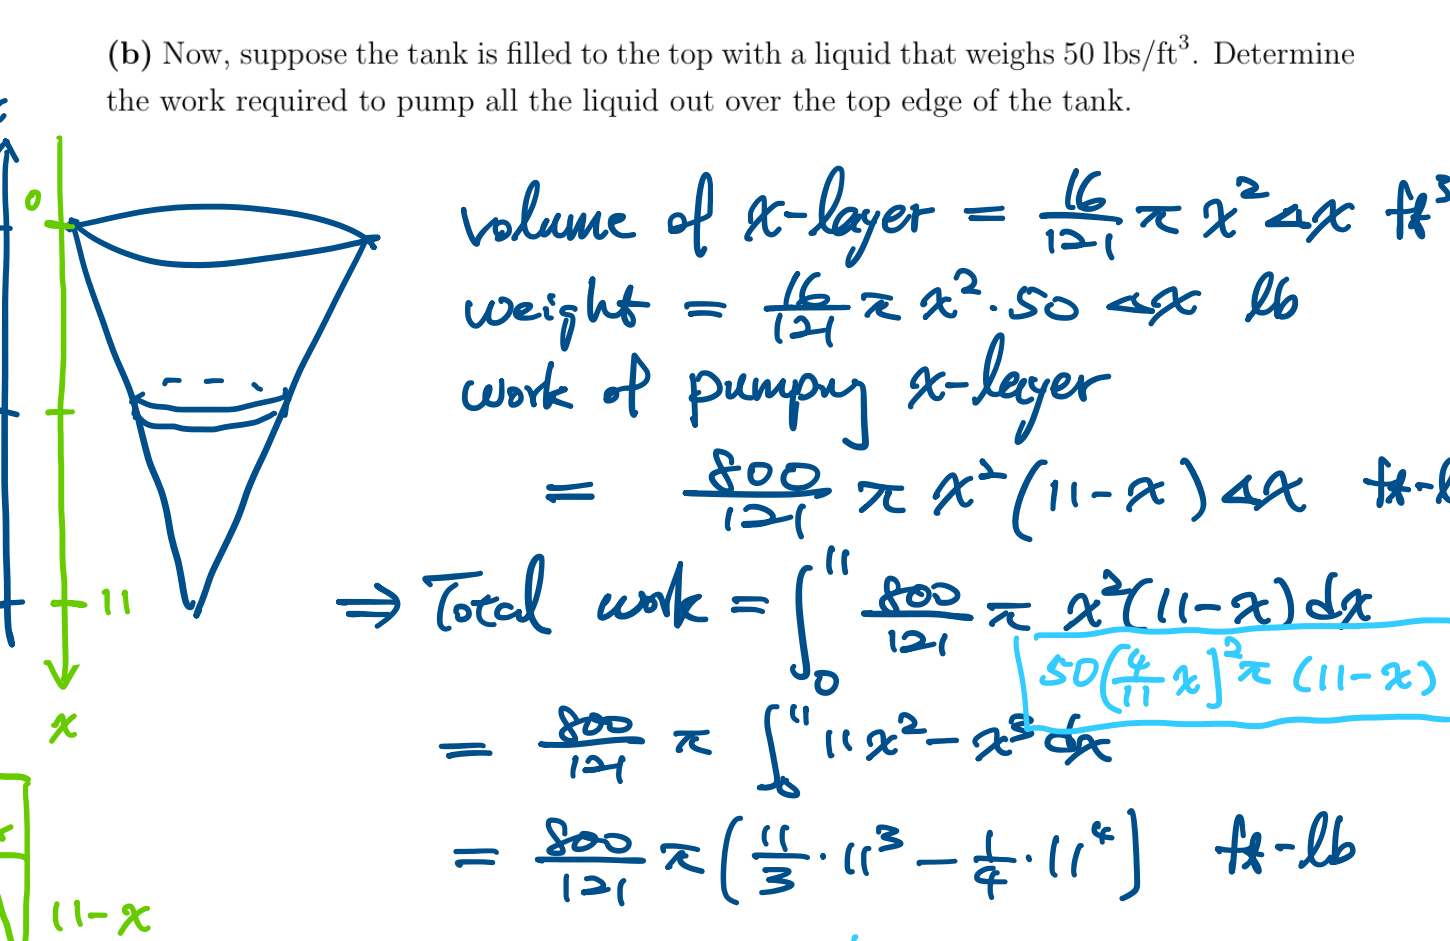 (b) Now, suppose the tank is filled to the top with a liquid that weighs 50 lbs/ft³. Determine
the work required to pump all the liquid out over the top edge of the tank.
0
volume of x-layer = 16/121 π x² Δx ft³
weight = 16/121 π x² · 50 Δx lb
work of pumping x-layer
= 800/121 π x² (11-x) Δx ft-l
11
⇒ Total work = ∫₀¹¹ 800/121 π x² (11-x) dx
50(4/11 x]² π (11-x)
x
= 800/121 π ∫₀¹¹ 11x² - x³ dx
= 800/121 π (11/3 · 11³ - 1/4 · 11⁴] ft-lb
11-x